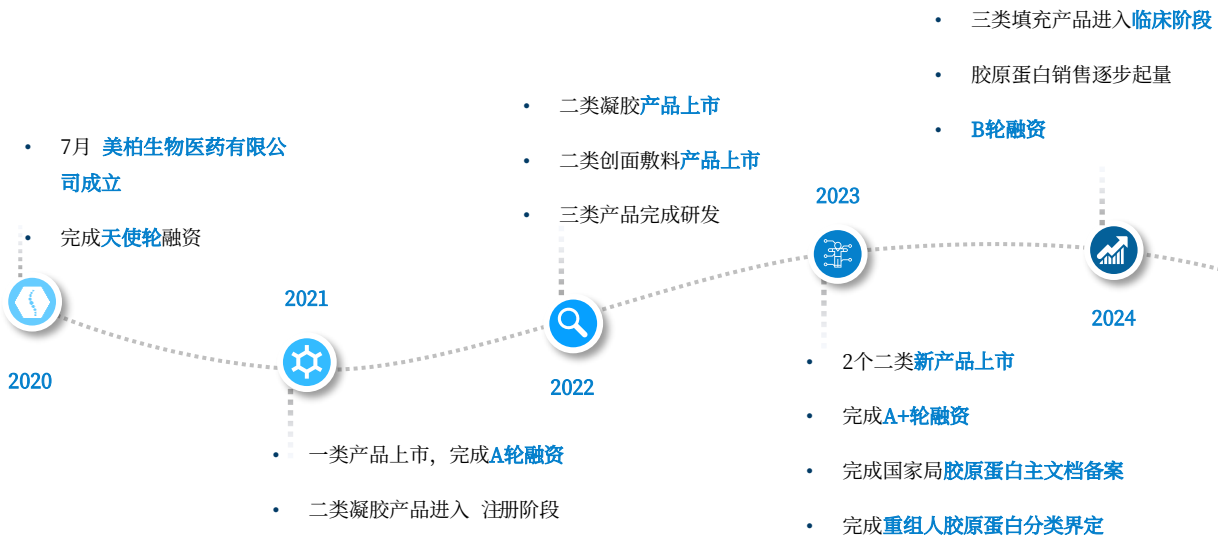 7月 美柏生物医药有限公
司成立
完成天使轮融资
2020
2021
一类产品上市，完成A轮融资
二类凝胶产品进入 注册阶段
二类凝胶产品上市
二类创面敷料产品上市
三类产品完成研发
2022
2023
2个二类新产品上市
完成A+轮融资
完成国家局胶原蛋白主文档备案
完成重组人胶原蛋白分类界定
三类填充产品进入临床阶段
胶原蛋白销售逐步起量
B轮融资
2024